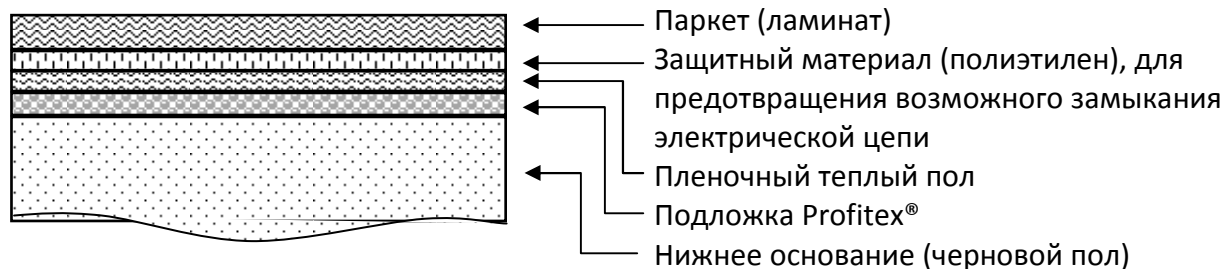 Паркет (ламинат)
Защитный материал (полиэтилен), для
предотвращения возможного замыкания
электрической цепи
Пленочный теплый пол
Подложка Profitex®
Нижнее основание (черновой пол)